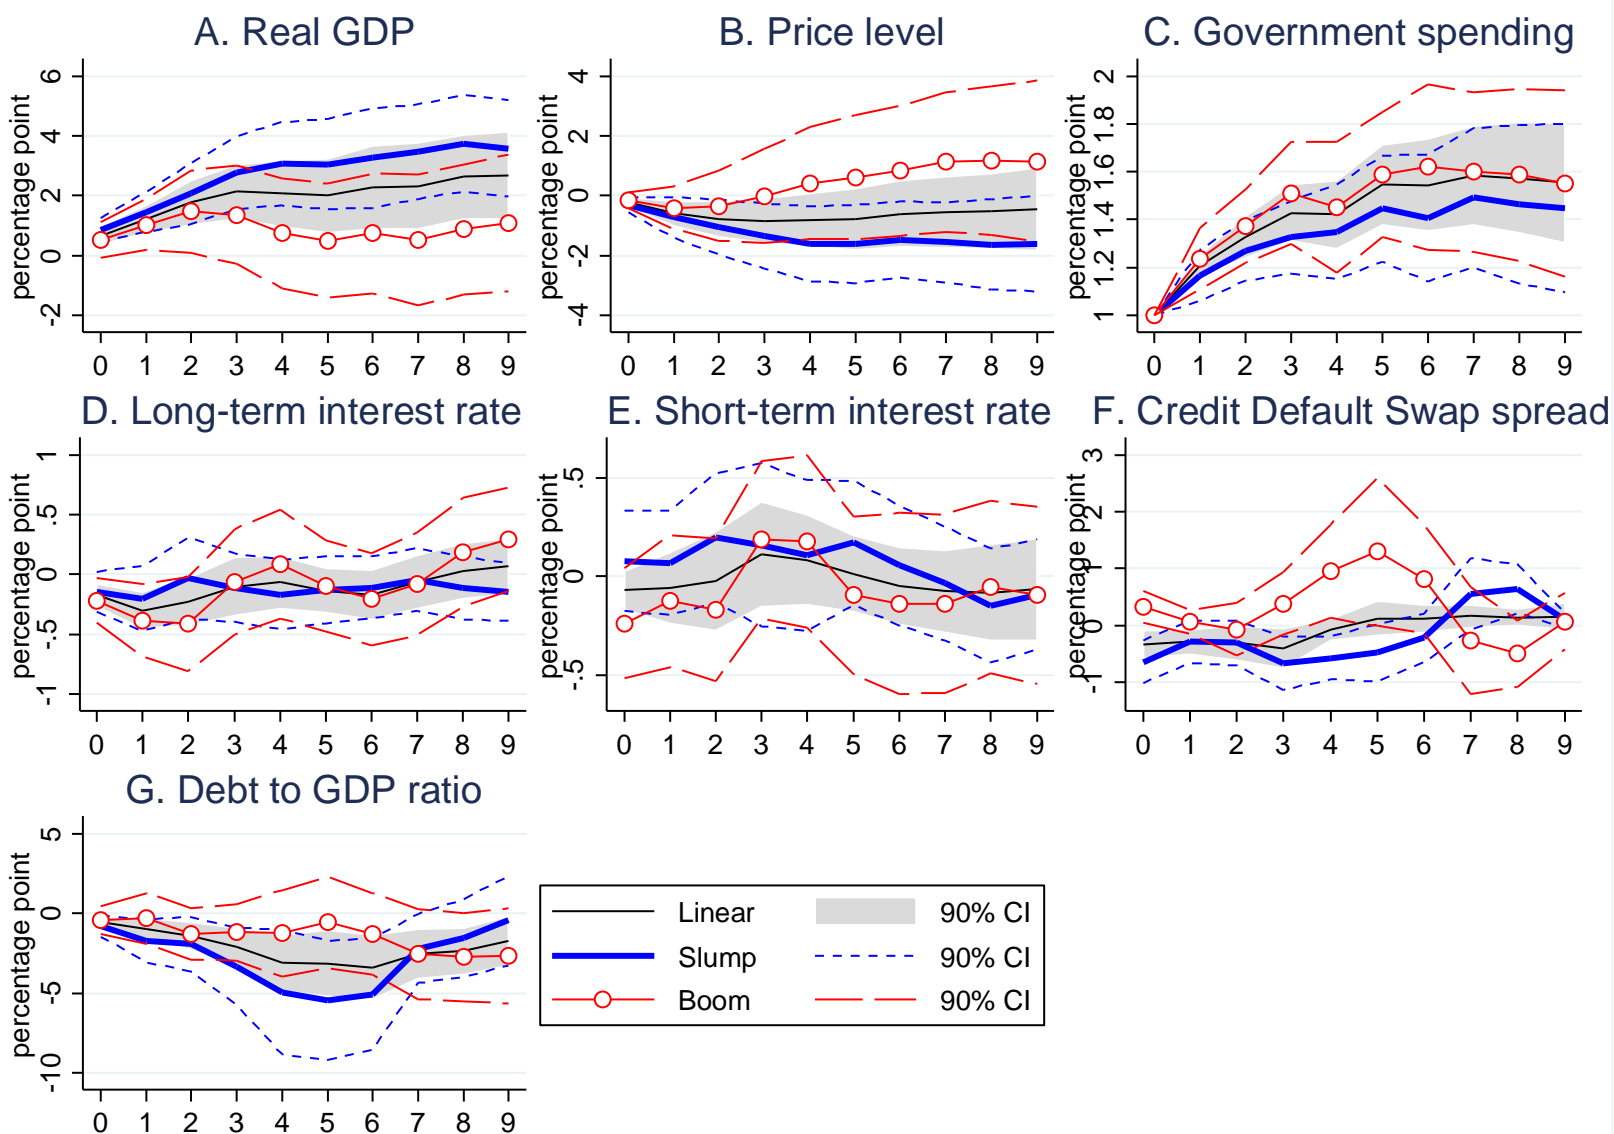 A. Real GDP
percentage point
6
4
2
0
-2
0 1 2 3 4 5 6 7 8 9
B. Price level
percentage point
4
2
0
-2
-4
0 1 2 3 4 5 6 7 8 9
C. Government spending
percentage point
2
1.8
1.6
1.4
1.2
1
0 1 2 3 4 5 6 7 8 9
D. Long-term interest rate
percentage point
1
.5
0
-.5
-1
0 1 2 3 4 5 6 7 8 9
E. Short-term interest rate
percentage point
.5
0
-.5
0 1 2 3 4 5 6 7 8 9
F. Credit Default Swap spread
percentage point
3
2
1
0
-1
0 1 2 3 4 5 6 7 8 9
G. Debt to GDP ratio
percentage point
5
0
-5
-10
0 1 2 3 4 5 6 7 8 9
Linear 90% CI
Slump 90% CI
Boom 90% CI